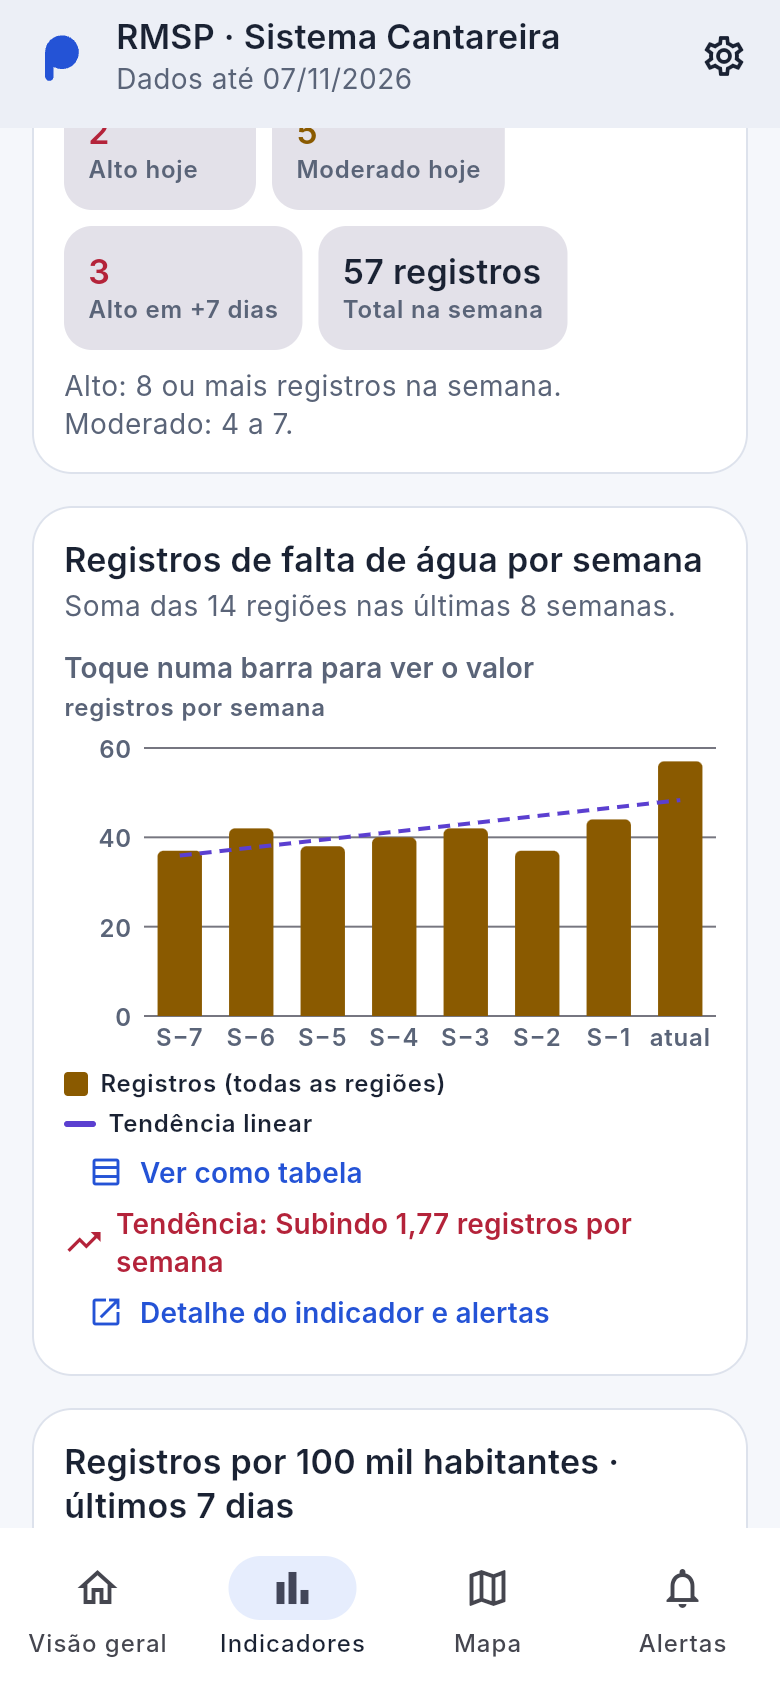 RMSP · Sistema Cantareira
Dados até 07/11/2026
2
Alto hoje
5
Moderado hoje
3
Alto em +7 dias
57 registros
Total na semana
Alto: 8 ou mais registros na semana.
Moderado: 4 a 7.
Registros de falta de água por semana
Soma das 14 regiões nas últimas 8 semanas.
Toque numa barra para ver o valor
registros por semana
60
40
20
0
S−7 S−6 S−5 S−4 S−3 S−2 S−1 atual
Registros (todas as regiões)
Tendência linear
Ver como tabela
Tendência: Subindo 1,77 registros por
semana
Detalhe do indicador e alertas
Registros por 100 mil habitantes ·
últimos 7 dias
Visão geral Indicadores Mapa Alertas